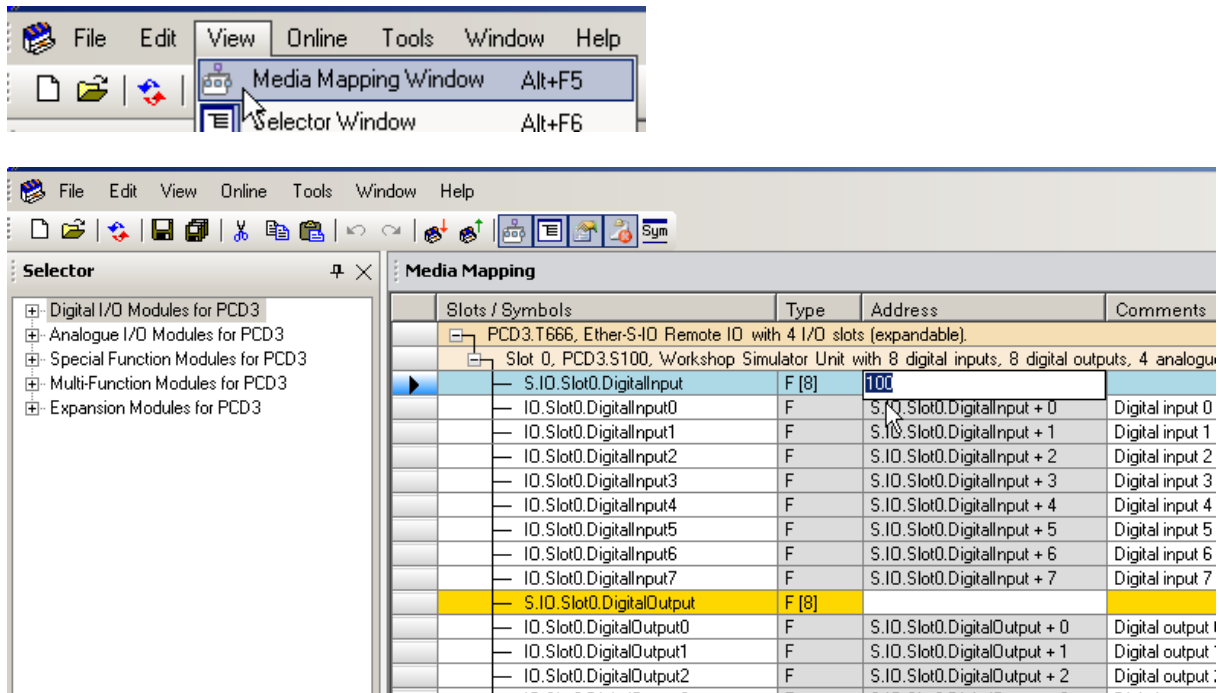 File Edit View Online Tools Window Help
Media Mapping Window Alt+F5
Selector Window Alt+F6
File Edit View Online Tools Window Help
Sym
Selector
Media Mapping
Digital I/O Modules for PCD3
Analogue I/O Modules for PCD3
Special Function Modules for PCD3
Multi-Function Modules for PCD3
Expansion Modules for PCD3
Slots / Symbols Type Address Comments
PCD3.T666, Ether-S-IO Remote IO with 4 I/O slots (expandable).
Slot 0, PCD3.S100, Workshop Simulator Unit with 8 digital inputs, 8 digital outputs, 4 analogue
S.IO.Slot0.DigitalInput F [8] 100
IO.Slot0.DigitalInput0 F S.IO.Slot0.DigitalInput + 0 Digital input 0
IO.Slot0.DigitalInput1 F S.IO.Slot0.DigitalInput + 1 Digital input 1
IO.Slot0.DigitalInput2 F S.IO.Slot0.DigitalInput + 2 Digital input 2
IO.Slot0.DigitalInput3 F S.IO.Slot0.DigitalInput + 3 Digital input 3
IO.Slot0.DigitalInput4 F S.IO.Slot0.DigitalInput + 4 Digital input 4
IO.Slot0.DigitalInput5 F S.IO.Slot0.DigitalInput + 5 Digital input 5
IO.Slot0.DigitalInput6 F S.IO.Slot0.DigitalInput + 6 Digital input 6
IO.Slot0.DigitalInput7 F S.IO.Slot0.DigitalInput + 7 Digital input 7
S.IO.Slot0.DigitalOutput F [8]
IO.Slot0.DigitalOutput0 F S.IO.Slot0.DigitalOutput + 0 Digital output
IO.Slot0.DigitalOutput1 F S.IO.Slot0.DigitalOutput + 1 Digital output
IO.Slot0.DigitalOutput2 F S.IO.Slot0.DigitalOutput + 2 Digital output